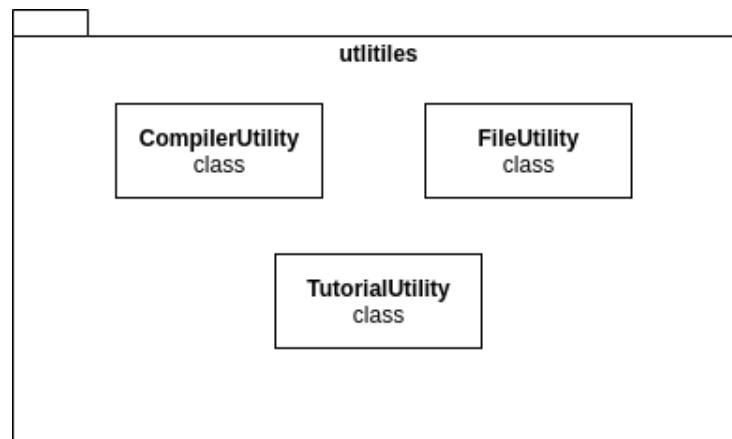 utlitiles
CompilerUtility
class
FileUtility
class
TutorialUtility
class